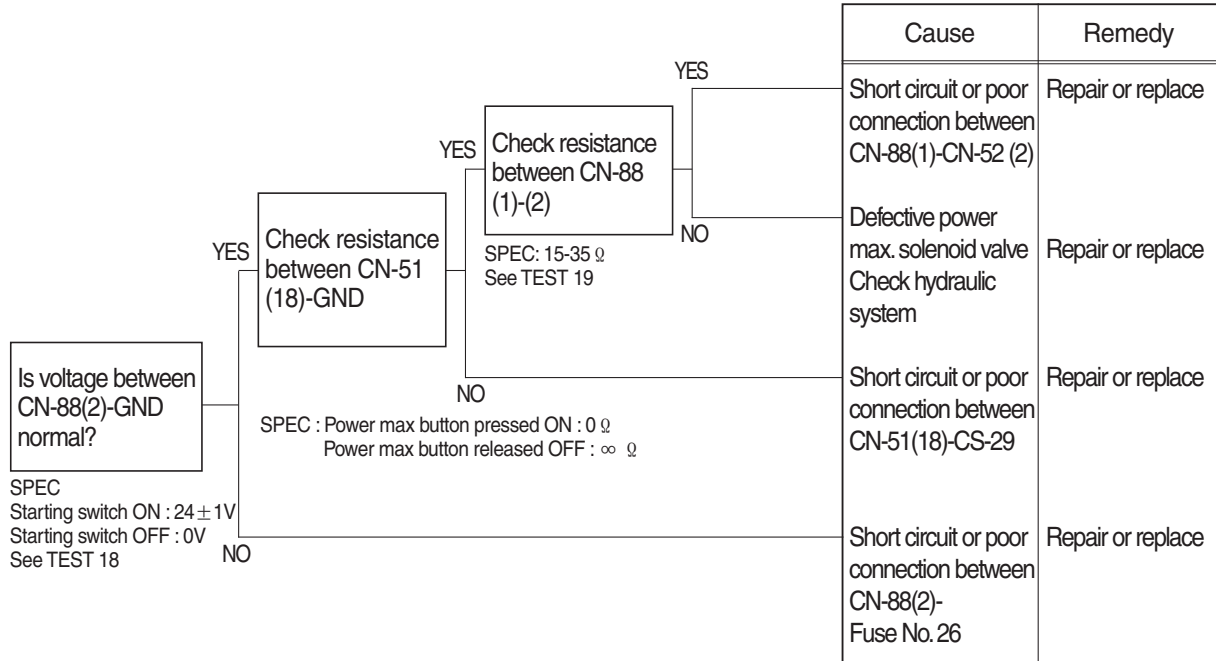 Cause
Remedy
YES
Short circuit or poor
connection between
CN-88(1)-CN-52 (2)
Repair or replace
YES
Check resistance
between CN-88
(1)-(2)
NO
SPEC: 15-35 Ω
See TEST 19
Defective power
max. solenoid valve
Check hydraulic
system
Repair or replace
YES
Check resistance
between CN-51
(18)-GND
NO
SPEC : Power max button pressed ON : 0 Ω
Power max button released OFF : ∞ Ω
Short circuit or poor
connection between
CN-51(18)-CS-29
Repair or replace
Is voltage between
CN-88(2)-GND
normal?
SPEC
Starting switch ON : 24±1V
Starting switch OFF : 0V
See TEST 18
NO
Short circuit or poor
connection between
CN-88(2)-
Fuse No. 26
Repair or replace